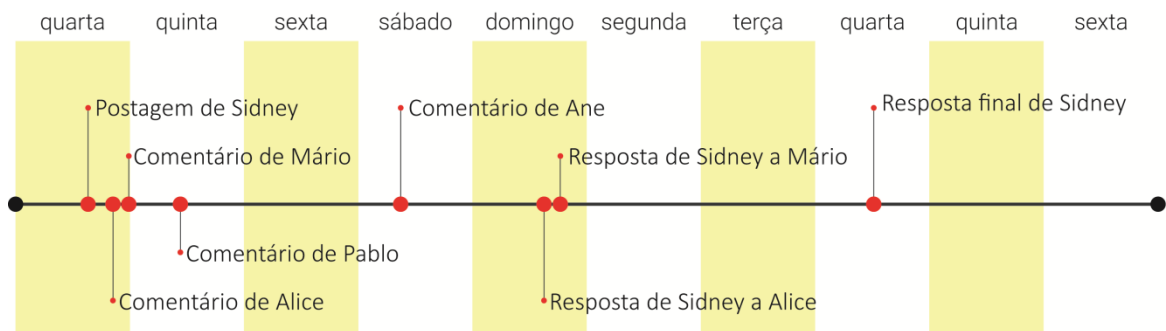 quarta quinta sexta sábado domingo segunda terça quarta quinta sexta
Postagem de Sidney
Comentário de Ane
Resposta final de Sidney
Comentário de Mário
Resposta de Sidney a Mário
Comentário de Pablo
Comentário de Alice
Resposta de Sidney a Alice